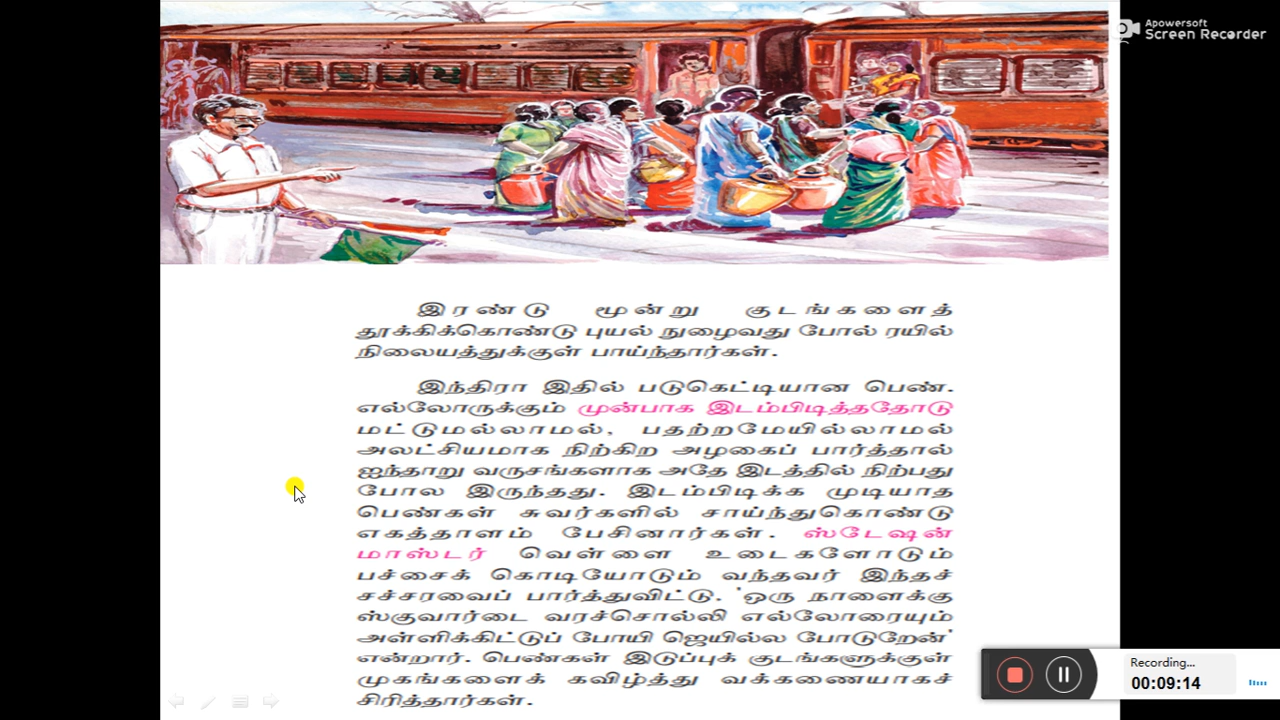 Apowersoft
Screen Recorder
இரண்டு மூன்று குடங்களைத்
தூக்கிக்கொண்டு புயல் நுழைவது போல் ரயில்
நிலையத்துக்குள் பாய்ந்தார்கள்.
இந்திரா இதில் படுகெட்டியான பெண்.
எல்லோருக்கும் முன்பாக இடம்பிடித்ததோடு
மட்டுமல்லாமல், பதற்றமேயில்லாமல்
அலட்சியமாக நிற்கிற அழகைப் பார்த்தால்
ஐந்தாறு வருசங்களாக அதே இடத்தில் நிற்பது
போல இருந்தது. இடம்பிடிக்க முடியாத
பெண்கள் சுவர்களில் சாய்ந்துகொண்டு
எகத்தாளம் பேசினார்கள். ஸ்டேஷன்
மாஸ்டர் வெள்ளை உடைகளோடும்
பச்சைக் கொடியோடும் வந்தவர் இந்தச்
சச்சரவைப் பார்த்துவிட்டு. 'ஒரு நாளைக்கு
ஸ்குவார்டை வரச்சொல்லி எல்லோரையும்
அள்ளிக்கிட்டுப் போயி ஜெயில்ல போடுறேன்'
என்றார். பெண்கள் இடுப்புக் குடங்களுக்குள்
முகங்களைக் கவிழ்த்து வக்கணையாகச்
சிரித்தார்கள்.
Recording...
00:09:14